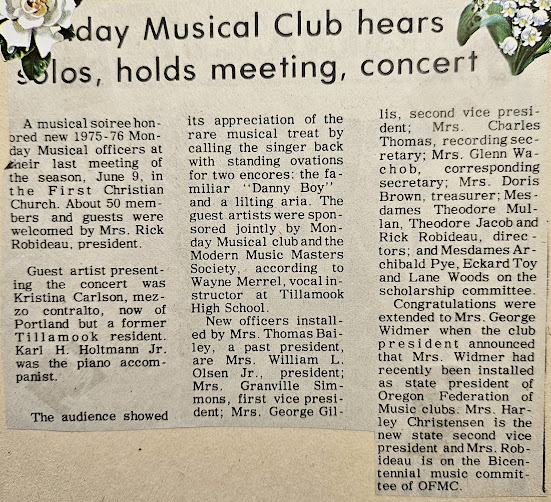 day Musical Club hears
solos, holds meeting, concert
A musical soiree hon-
ored new 1975-76 Mon-
day Musical officers at
their last meeting of
the season, June 9, in
the First Christian
Church. About 50 mem-
bers and guests were
welcomed by Mrs. Rick
Robideau, president.
Guest artist present-
ing the concert was
Kristina Carlson, mez-
zo contralto, now of
Portland but a former
Tillamook resident.
Karl H. Holtmann Jr.
was the piano accom-
panist.
The audience showed
its appreciation of the
rare musical treat by
calling the singer back
with standing ovations
for two encores: the fa-
miliar "Danny Boy"
and a lilting aria. The
guest artists were spon-
sored jointly by Mon-
day Musical club and the
Modern Music Masters
Society, according to
Wayne Merrel, vocal in-
structor at Tillamook
High School.
New officers install-
ed by Mrs. Thomas Bai-
ley, a past president,
are Mrs. William L.
Olsen Jr., president;
Mrs. Granville Sim-
mons, first vice presi-
dent; Mrs. George Gil-
lis, second vice presi-
dent; Mrs. Charles
Thomas, recording sec-
retary; Mrs. Glenn Wa-
chob, corresponding
secretary; Mrs. Doris
Brown, treasurer; Mes-
dames Theodore Mul-
lan, Theodore Jacob and
Rick Robideau, direc-
tors; and Mesdames Ar-
chibald Pye, Eckard Toy
and Lane Woods on the
scholarship committee.
Congratulations were
extended to Mrs. George
Widmer when the club
president announced
that Mrs. Widmer had
recently been installed
as state president of
Oregon Federation of
Music clubs. Mrs. Har-
ley Christensen is the
new state second vice
president and Mrs. Rob-
ideau is on the Bicen-
tennial music commit-
tee of OFMC.